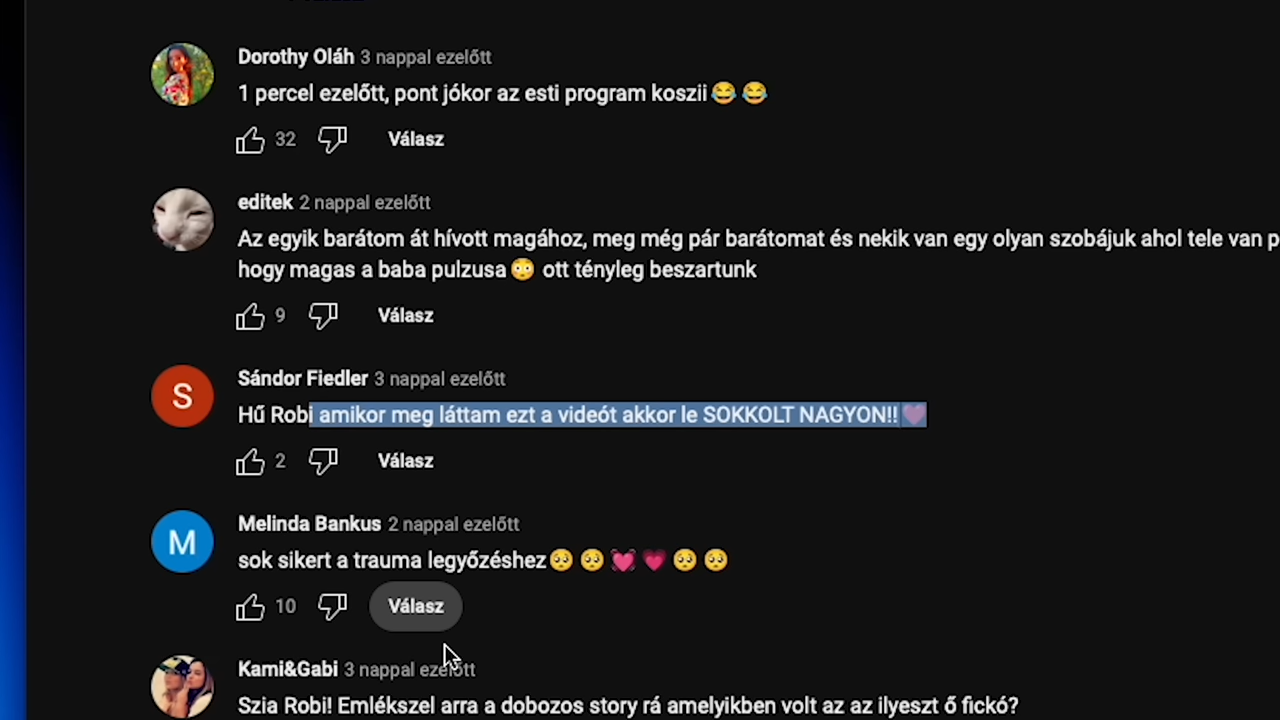 Dorothy Oláh 3 nappal ezelőtt
1 percel ezelőtt, pont jókor az esti program koszii😂😂
32 Válasz
editek 2 nappal ezelőtt
Az egyik barátom át hívott magához, meg még pár barátomat és nekik van egy olyan szobájuk ahol tele van
hogy magas a baba pulzusa😳 ott tényleg beszartunk
9 Válasz
S
Sándor Fiedler 3 nappal ezelőtt
Hű Robi amikor meg láttam ezt a videót akkor le SOKKOLT NAGYON!!💜
2 Válasz
M
Melinda Bankus 2 nappal ezelőtt
sok sikert a trauma legyőzéshez🥺🥺💓💗🥺🥺
10 Válasz
Kami&Gabi 3 nappal ezelőtt
Szia Robi! Emlékszel arra a dobozos story rá amelyikben volt az az ilyeszt ő fickó?